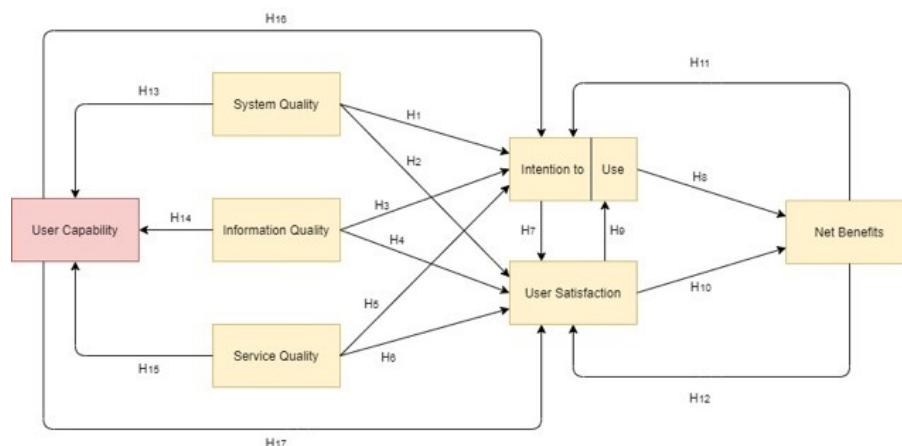 H16
H11
H13
System Quality
H1
H2
Intention to
Use
H8
User Capability
H14
Information Quality
H3
H4
H7
H9
Net Benefits
H5
User Satisfaction
H10
H15
Service Quality
H6
H12
H17